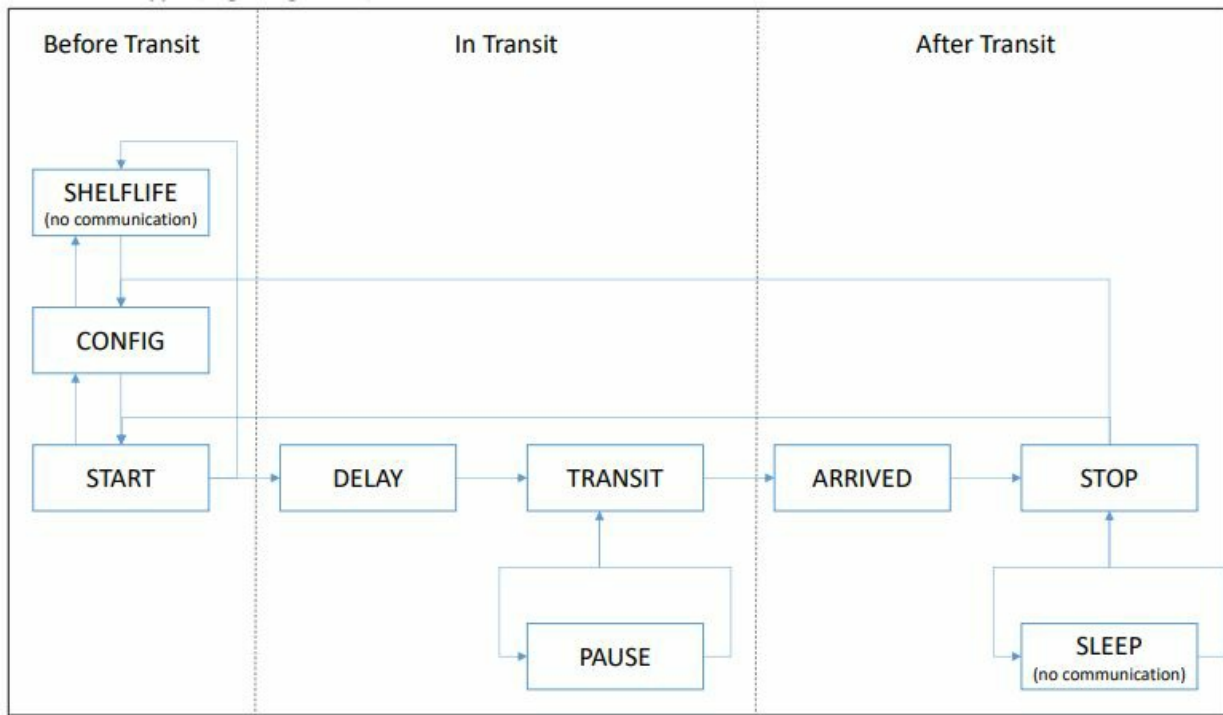 Before Transit
In Transit
After Transit
SHELFLIFE
(no communication)
CONFIG
START
DELAY
TRANSIT
ARRIVED
STOP
PAUSE
SLEEP
(no communication)